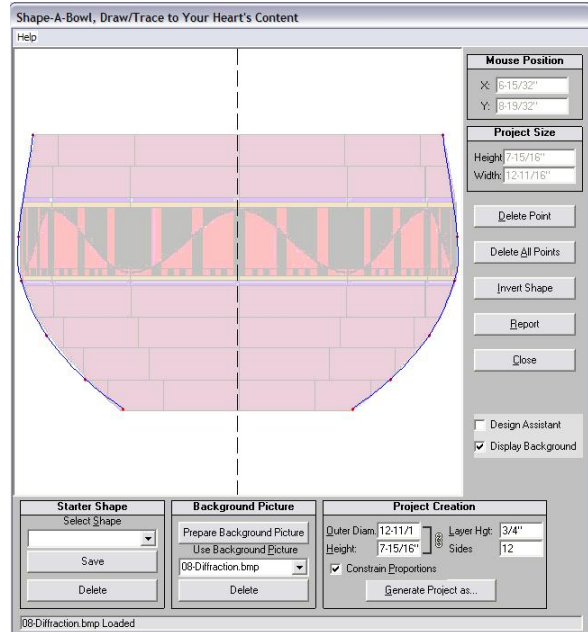 Shape-A-Bowl, Draw/Trace to Your Heart's Content
Help
Mouse Position
X: 6-15/32"
Y: 8-19/32"
Project Size
Height 7-15/16"
Width: 12-11/16"
Delete Point
Delete All Points
Invert Shape
Report
Close
Design Assistant
Display Background
Starter Shape
Select Shape
Save
Delete
Background Picture
Prepare Background Picture
Use Background Picture
08-Diffraction.bmp
Delete
Project Creation
Outer Diam. 12-11/1 Layer Hgt: 3/4"
Height: 7-15/16" Sides 12
Constrain Proportions
Generate Project as...
08-Diffraction.bmp Loaded